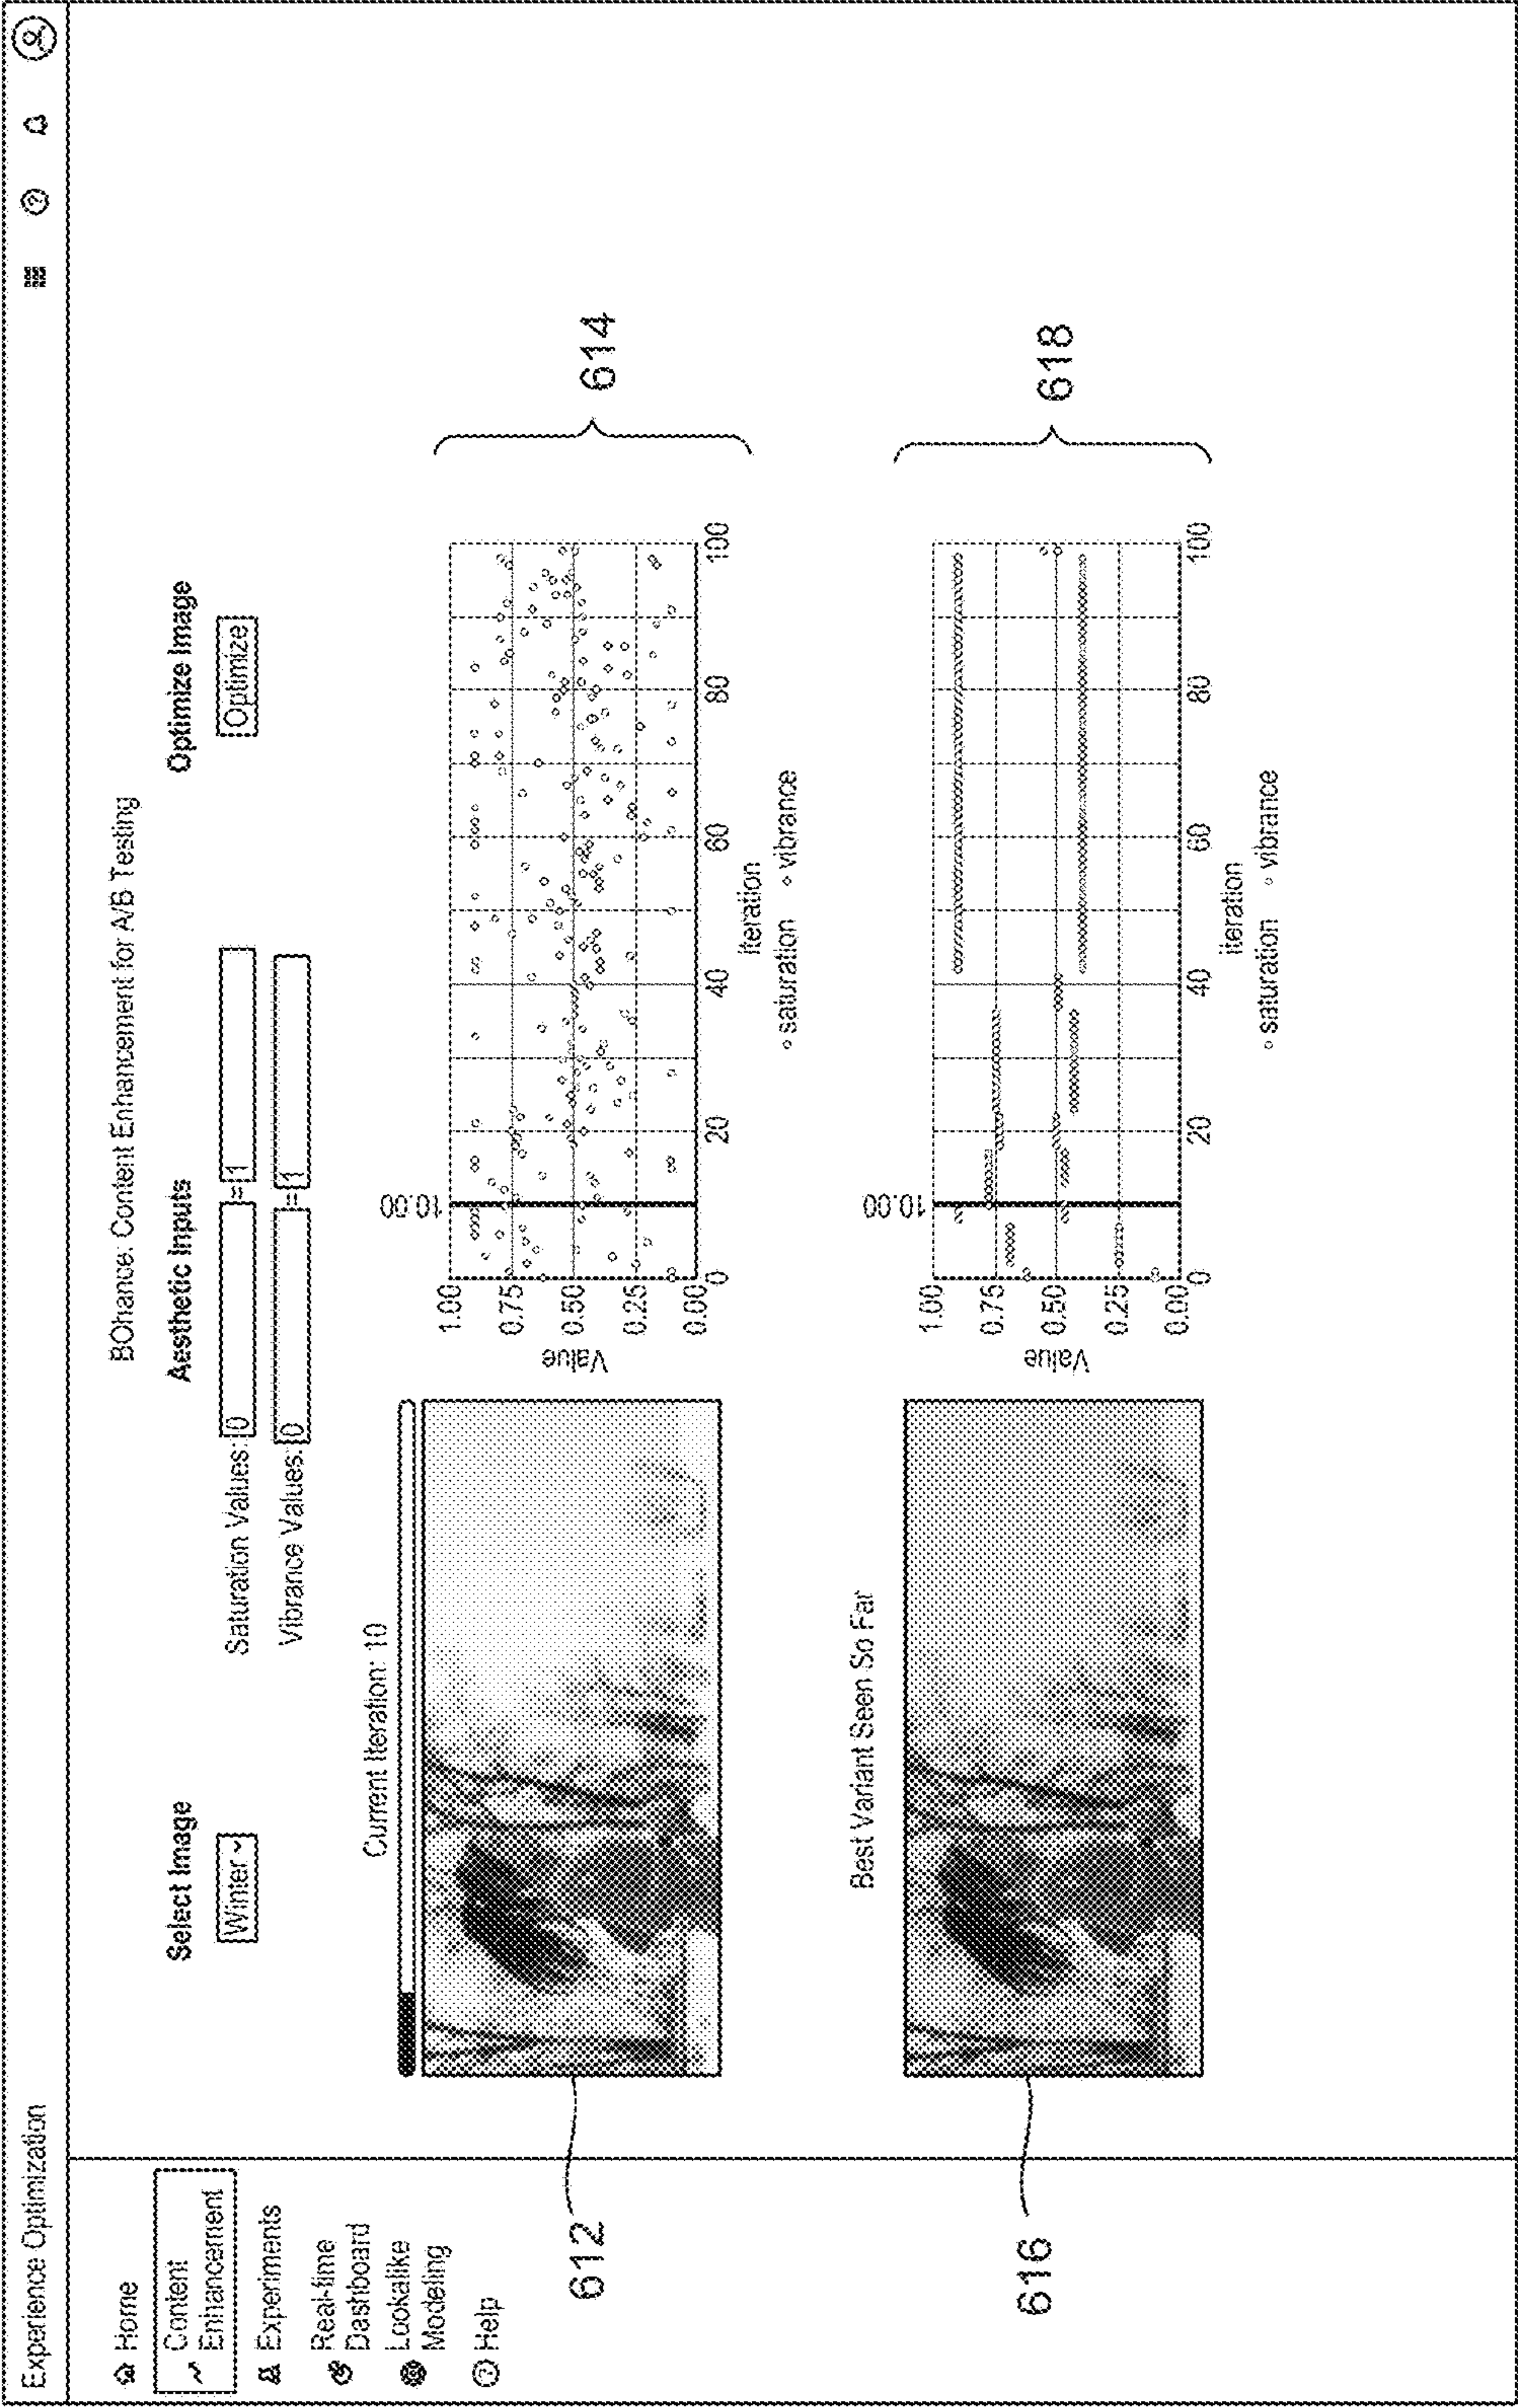 Experience Optimization
Home
Content
Enhancement
Experiments
Real-time
Dashboard
Lookalike
Modeling
Help
BOhance: Content Enhancement for A/B Testing
Select Image
Aesthetic Inputs
Optimize Image
Winter
Saturation Values: 0 != 1
Optimize
Vibrance Values: 0 != 1
Current Iteration: 10
10.00
1.00
0.75
0.50
0.25
0.00
Value
0 20 40 60 80 100
iteration
saturation vibrance
612
614
Best Variant Seen So Far
10.00
1.00
0.75
0.50
0.25
0.00
Value
0 20 40 60 80 100
iteration
saturation vibrance
616
618